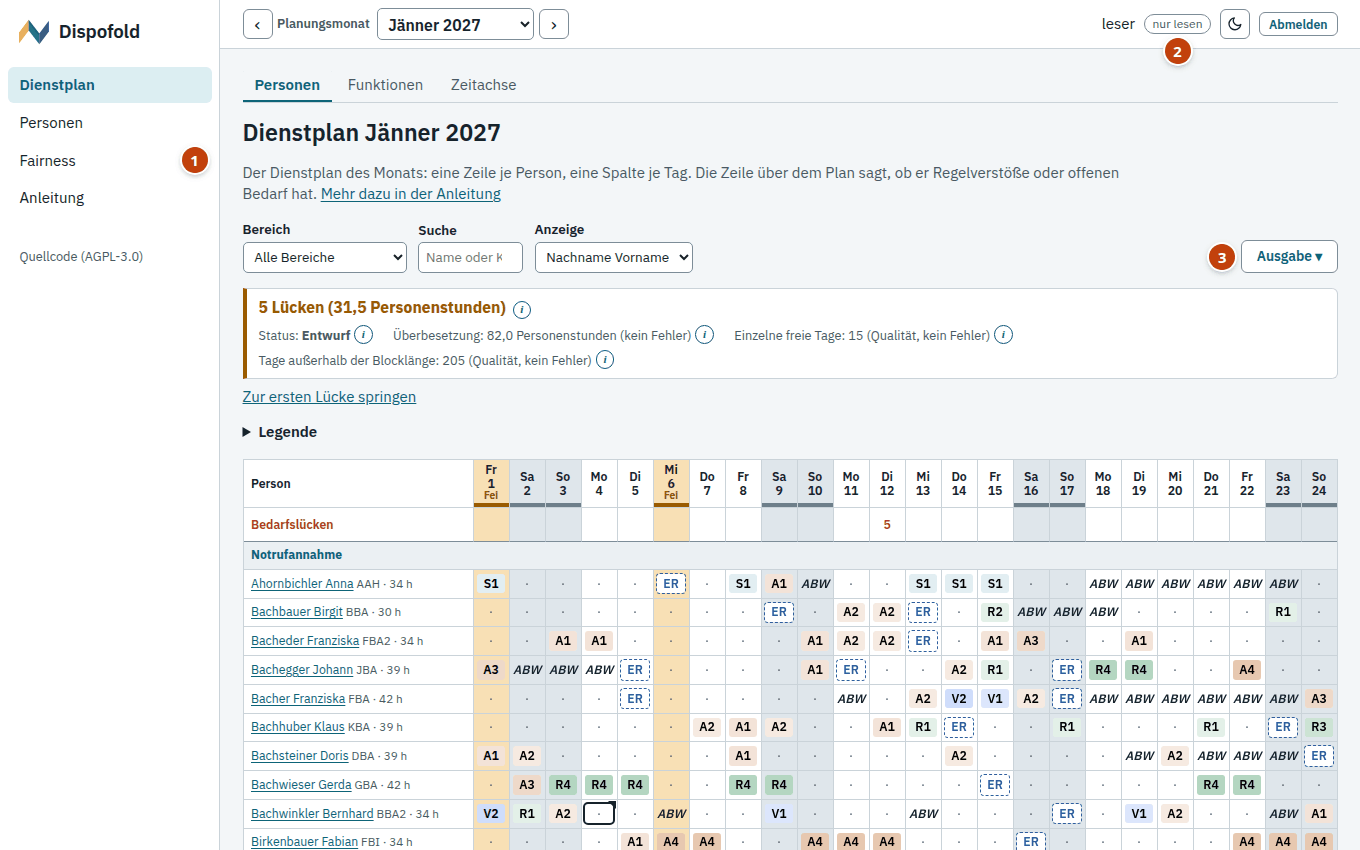 Dispofold
‹ Planungsmonat Jänner 2027 ›
leser nur lesen Abmelden
2
Dienstplan
Personen
Fairness 1
Anleitung
Quellcode (AGPL-3.0)
Personen Funktionen Zeitachse
Dienstplan Jänner 2027
Der Dienstplan des Monats: eine Zeile je Person, eine Spalte je Tag. Die Zeile über dem Plan sagt, ob er Regelverstöße oder offenen
Bedarf hat. Mehr dazu in der Anleitung
Bereich Suche Anzeige
Alle Bereiche Name oder K Nachname Vorname 3 Ausgabe ▾
5 Lücken (31,5 Personenstunden) i
Status: Entwurf i Überbesetzung: 82,0 Personenstunden (kein Fehler) i Einzelne freie Tage: 15 (Qualität, kein Fehler) i
Tage außerhalb der Blocklänge: 205 (Qualität, kein Fehler) i
Zur ersten Lücke springen
▶ Legende
Person Fr 1 Fei Sa 2 So 3 Mo 4 Di 5 Mi 6 Fei Do 7 Fr 8 Sa 9 So 10 Mo 11 Di 12 Mi 13 Do 14 Fr 15 Sa 16 So 17 Mo 18 Di 19 Mi 20 Do 21 Fr 22 Sa 23 So 24
Bedarfslücken 5
Notrufannahme
Ahornbichler Anna AAH · 34 h S1 · · · · ER · S1 A1 ABW · · S1 S1 S1 · · ABW ABW ABW ABW ABW ABW ·
Bachbauer Birgit BBA · 30 h · · · · · · · · ER · A2 A2 ER · R2 ABW ABW ABW · · · · R1 ·
Bacheder Franziska FBA2 · 34 h · · A1 A1 · · · · · A1 A2 A2 ER · A1 A3 · · A1 · · · · ·
Bachegger Johann JBA · 39 h A3 ABW ABW ABW ER · · · · A1 ER · · A2 R1 · ER R4 R4 · · A4 · ·
Bacher Franziska FBA · 42 h · · · · ER · · · · · ABW · A2 V2 V1 A2 ER ABW ABW ABW ABW ABW ABW A3
Bachhuber Klaus KBA · 39 h · · · · · · A2 A1 A2 · · A1 R1 ER · · R1 · · · R1 · ER R3
Bachsteiner Doris DBA · 39 h A1 A2 · · · · · A1 · · · · · A2 · · · · ABW A2 ABW ABW ABW ER
Bachwieser Gerda GBA · 42 h · A3 R4 R4 R4 · · R4 R4 · · · · · ER · · · · · R4 R4 · ·
Bachwinkler Bernhard BBA2 · 34 h V2 R1 A2 · · ABW · · V1 · · · ABW · · · ER · V1 A2 · · ABW A1
Birkenbauer Fabian FBI · 34 h · · · · A1 A4 A4 · · A4 A4 A4 · · · ER · · · · · A4 A4 A4